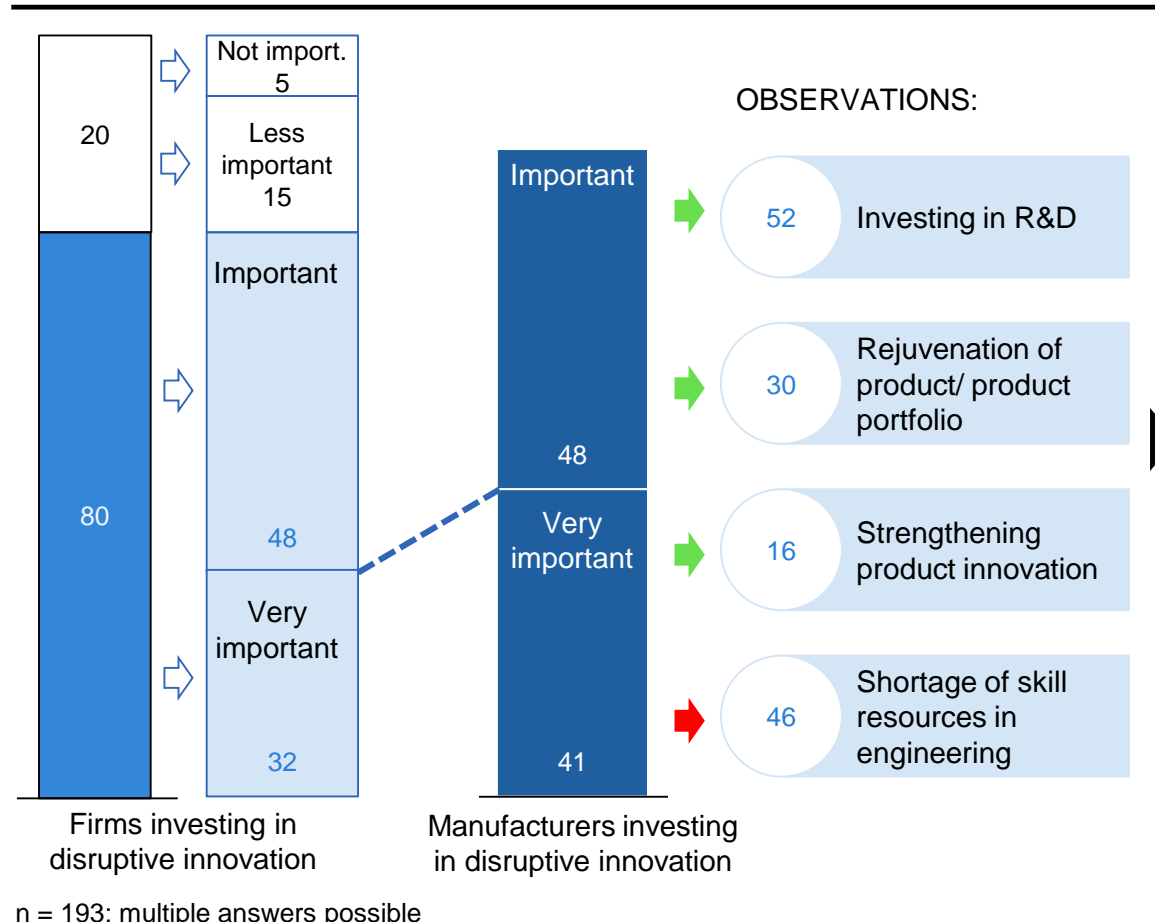 20
80
Not import.
5
Less
important
15
Important
48
Very
important
32
Firms investing in
disruptive innovation
Important
48
Very
important
41
Manufacturers investing
in disruptive innovation
OBSERVATIONS:
52
Investing in R&D
30
Rejuvenation of
product/ product
portfolio
16
Strengthening
product innovation
46
Shortage of skill
resources in
engineering
n = 193; multiple answers possible